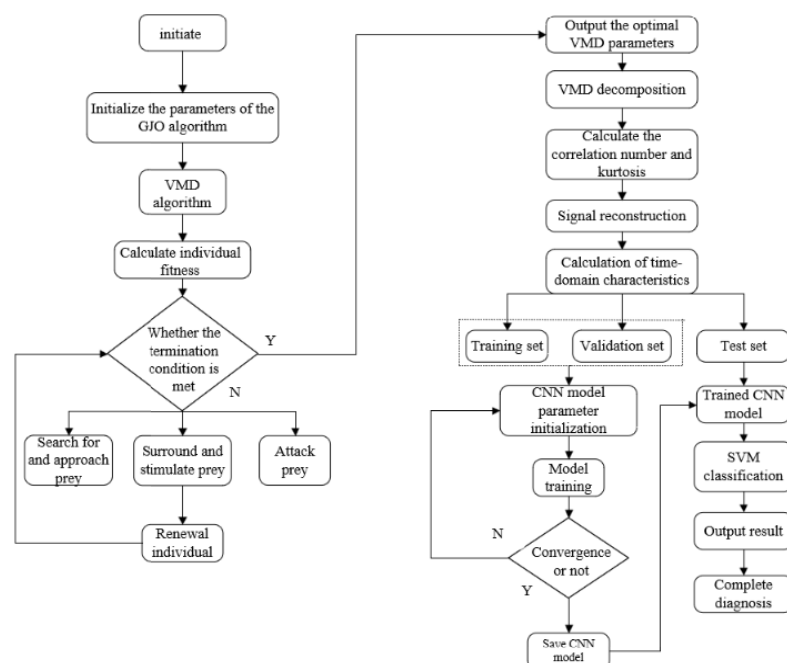 initiate
Initialize the parameters of the
GJO algorithm
VMD
algorithm
Calculate individual
fitness
Whether the
termination
condition is
met
Y
N
Search for
and approach
prey
Surround and
stimulate prey
Attack
prey
Renewal
individual
Output the optimal
VMD parameters
VMD decomposition
Calculate the
correlation number and
kurtosis
Signal reconstruction
Calculation of time-
domain characteristics
Training set
Validation set
Test set
CNN model
parameter
initialization
Model
training
N
Convergence
or not
Y
Save CNN
model
Trained CNN
model
SVM
classification
Output result
Complete
diagnosis